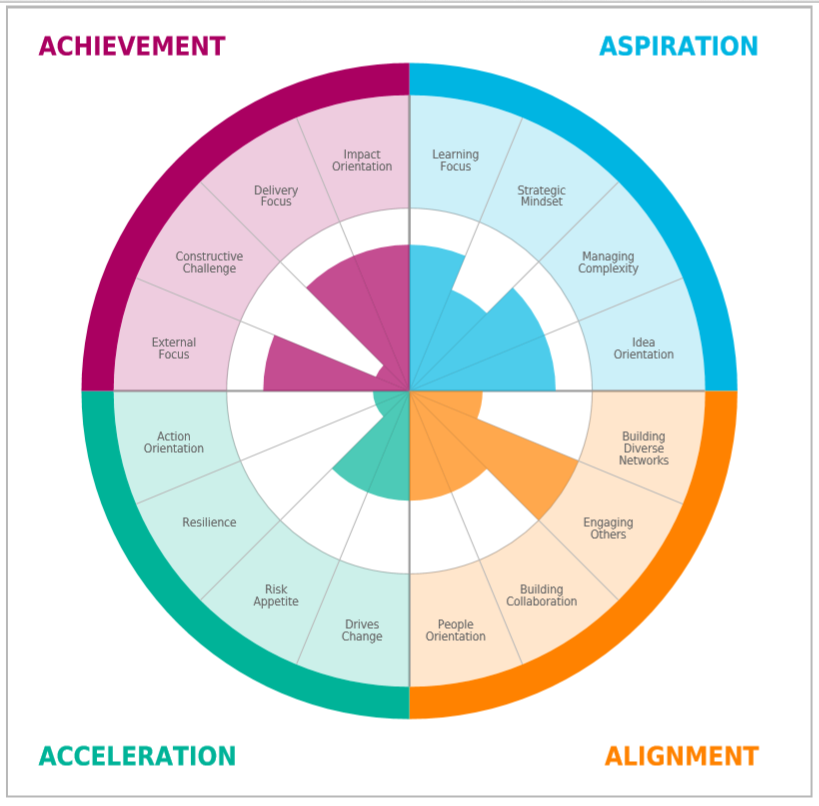 ACHIEVEMENT
ASPIRATION
Impact
Orientation
Learning
Focus
Delivery
Focus
Strategic
Mindset
Constructive
Challenge
Managing
Complexity
External
Focus
Idea
Orientation
Action
Orientation
Building
Diverse
Networks
Resilience
Engaging
Others
Risk
Appetite
Building
Collaboration
Drives
Change
People
Orientation
ACCELERATION
ALIGNMENT